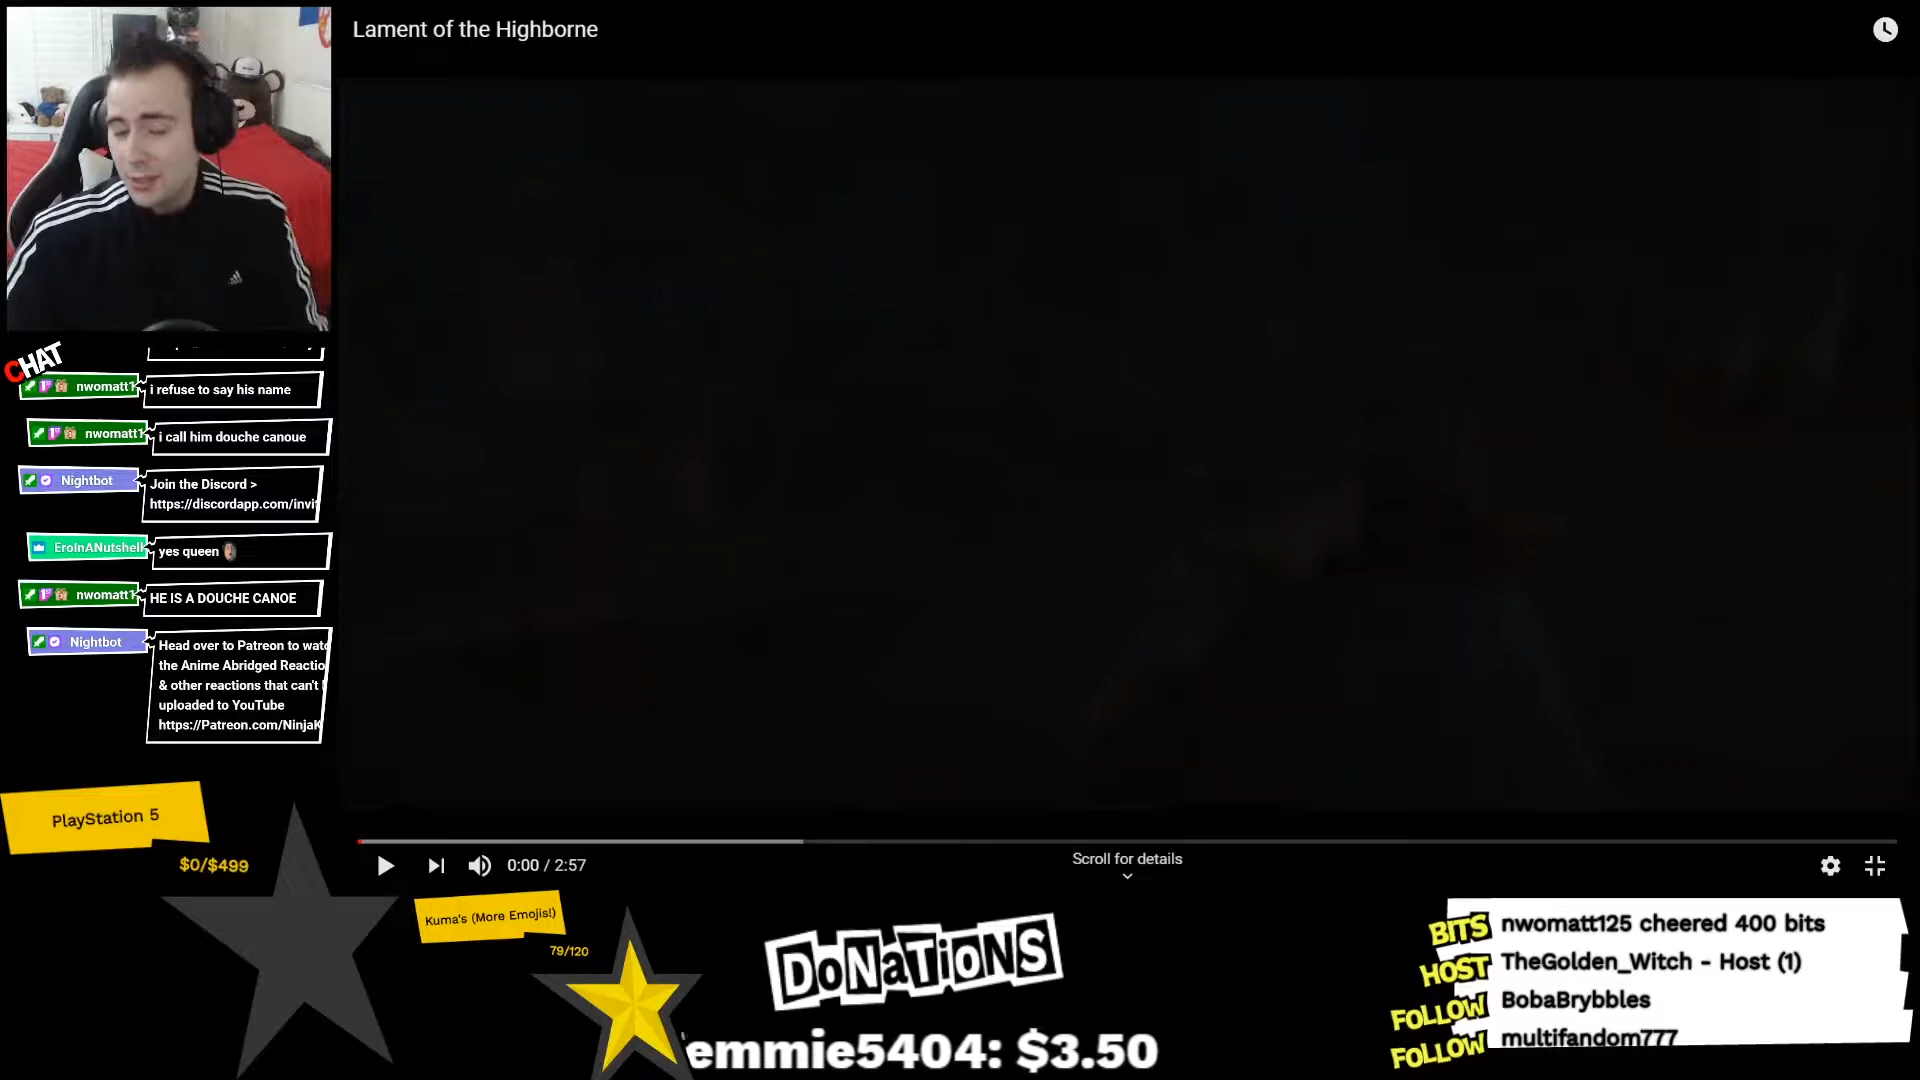 Lament of the Highborne
CHAT
nwomatt1
i refuse to say his name
nwomatt1
i call him douche canoue
Nightbot
Join the Discord >
https://discordapp.com/invi
EroInANutshell
yes queen
nwomatt1
HE IS A DOUCHE CANOE
Nightbot
Head over to Patreon to watc
the Anime Abridged Reactio
& other reactions that can't
uploaded to YouTube
https://Patreon.com/NinjaK
PlayStation 5
$0/$499
0:00 / 2:57
Scroll for details
Kuma's (More Emojis!)
79/120
DoNaTiONS
emmie5404: $3.50
BITS nwomatt125 cheered 400 bits
HOST TheGolden_Witch - Host (1)
FOLLOW BobaBrybbles
FOLLOW multifandom777